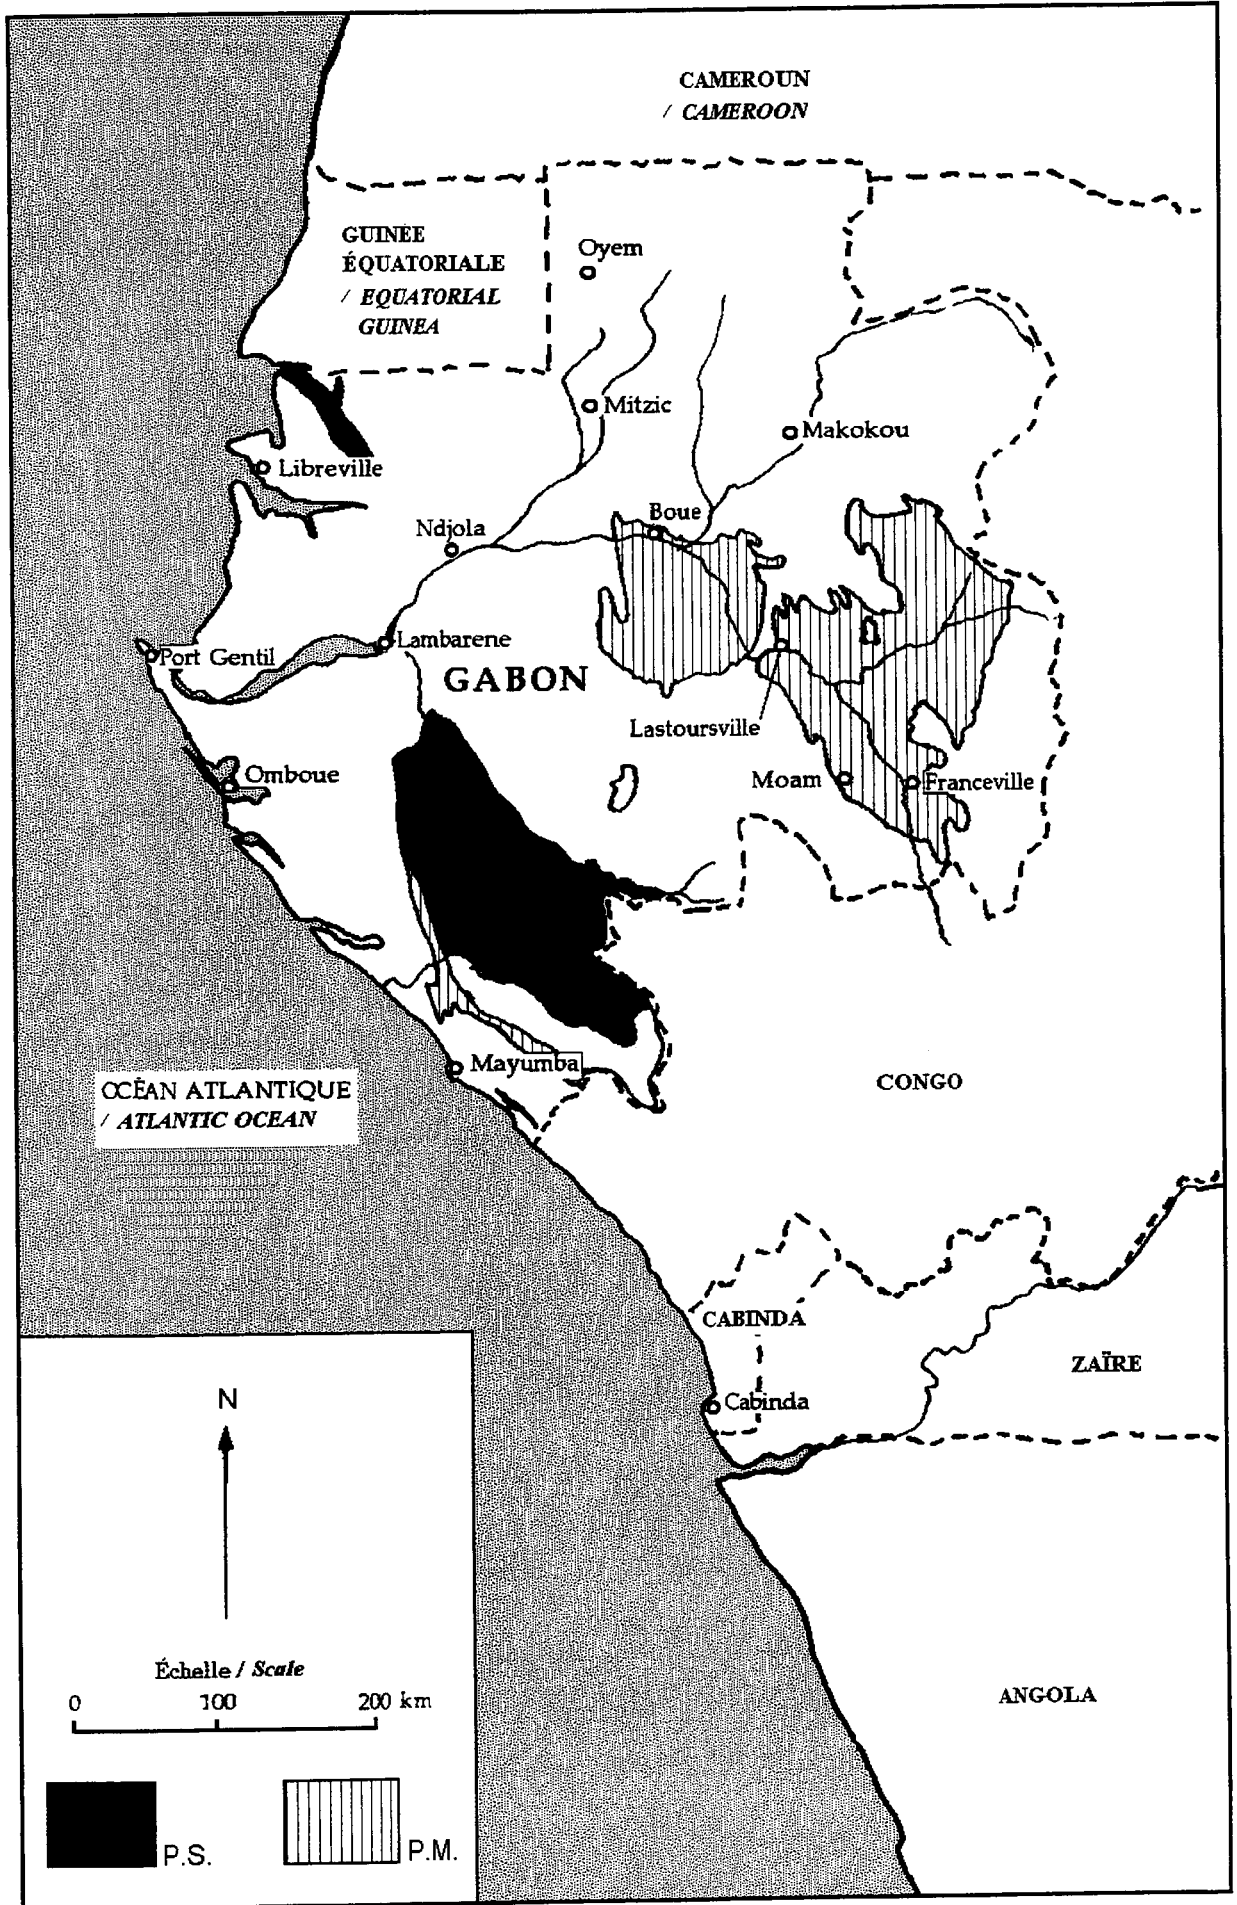 CAMEROUN
/ CAMEROON
GUINÉE
ÉQUATORIALE
/ EQUATORIAL
GUINEA
Oyem
Mitzic
Makokou
Libreville
Boue
Ndjola
Lambarene
Port Gentil
GABON
Lastoursville
Omboue
Moam
Franceville
Mayumba
OCÉAN ATLANTIQUE
/ ATLANTIC OCEAN
CONGO
CABINDA
ZAÏRE
Cabinda
N
Échelle / Scale
0 100 200 km
ANGOLA
P.S.
P.M.